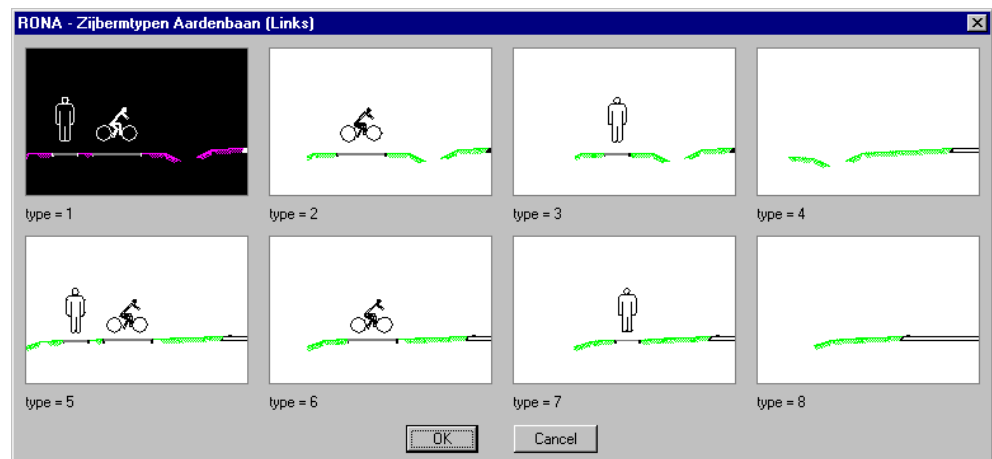 RONA - Zijbermtypen Aardenbaan (Links)
type = 1
type = 2
type = 3
type = 4
type = 5
type = 6
type = 7
type = 8
OK
Cancel